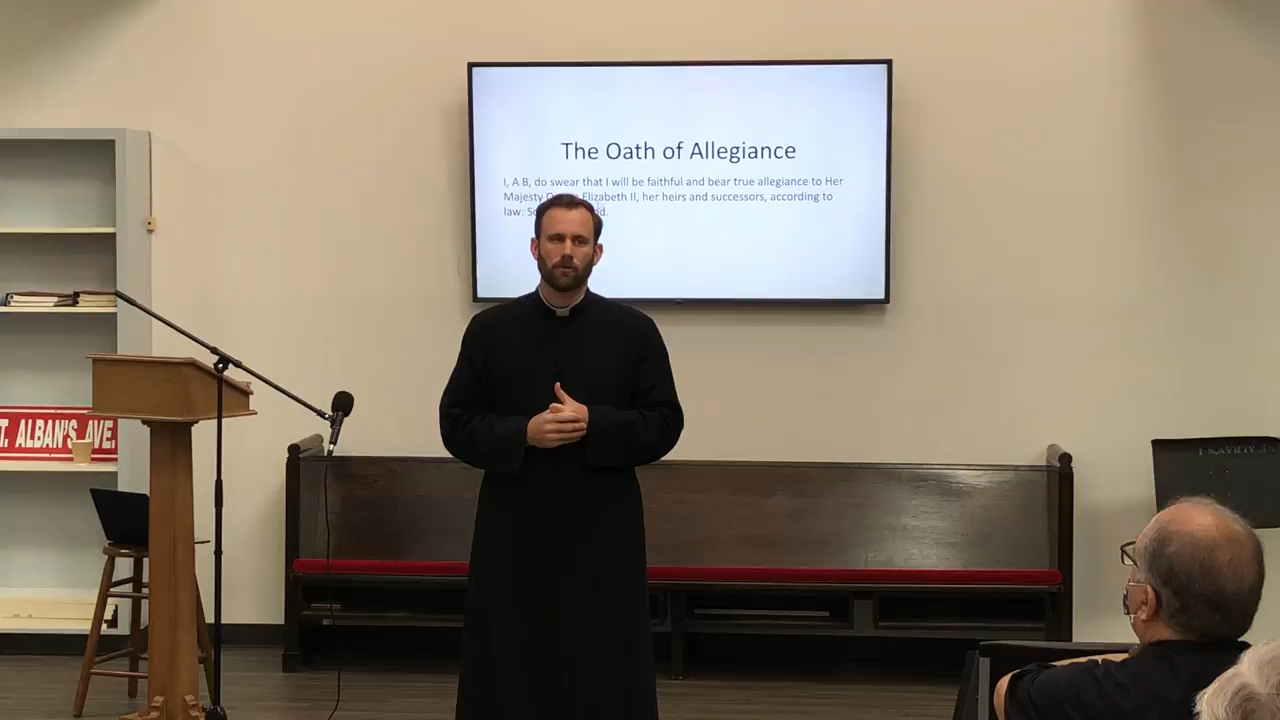 The Oath of Allegiance
I, A B, do swear that I will be faithful and bear true allegiance to Her
Majesty Elizabeth II, her heirs and successors, according to
law:
T. ALBAN'S AVE.